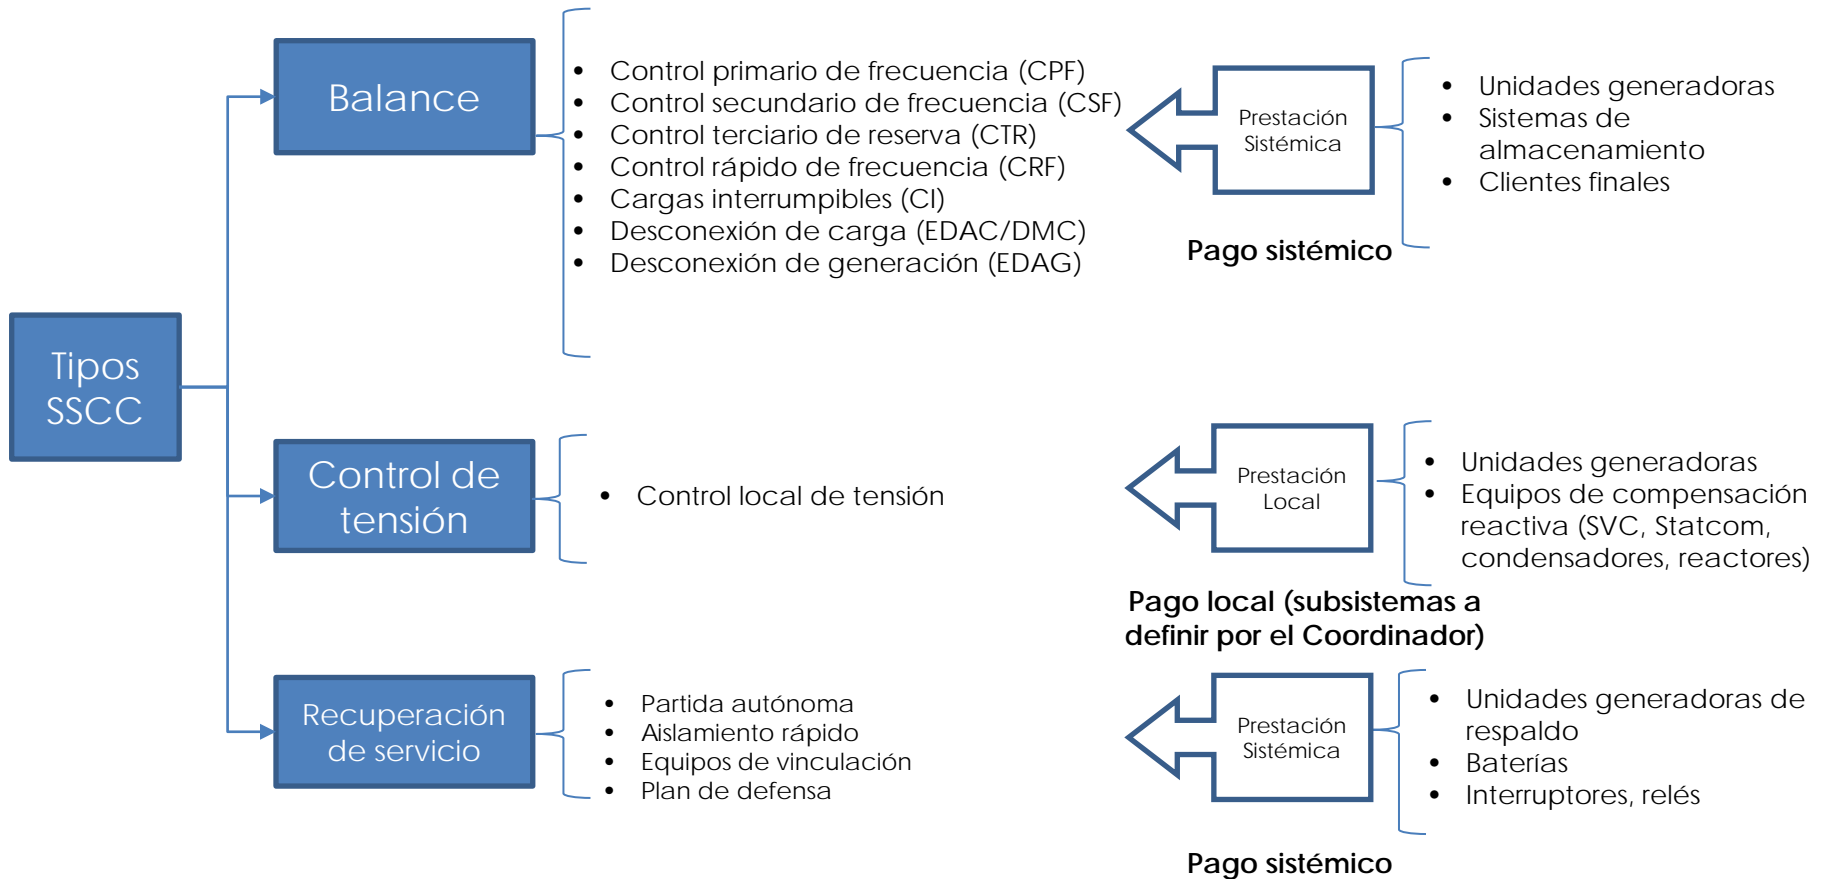 Tipos
SSCC
Balance
• Control primario de frecuencia (CPF)
• Control secundario de frecuencia (CSF)
• Control terciario de reserva (CTR)
• Control rápido de frecuencia (CRF)
• Cargas interrumpibles (CI)
• Desconexión de carga (EDAC/DMC)
• Desconexión de generación (EDAG)
Prestación
Sistémica
Pago sistémico
• Unidades generadoras
• Sistemas de
almacenamiento
• Clientes finales
Control de
tensión
• Control local de tensión
Prestación
Local
Pago local (subsistemas a
definir por el Coordinador)
• Unidades generadoras
• Equipos de compensación
reactiva (SVC, Statcom,
condensadores, reactores)
Recuperación
de servicio
• Partida autónoma
• Aislamiento rápido
• Equipos de vinculación
• Plan de defensa
Prestación
Sistémica
Pago sistémico
• Unidades generadoras de
respaldo
• Baterías
• Interruptores, relés